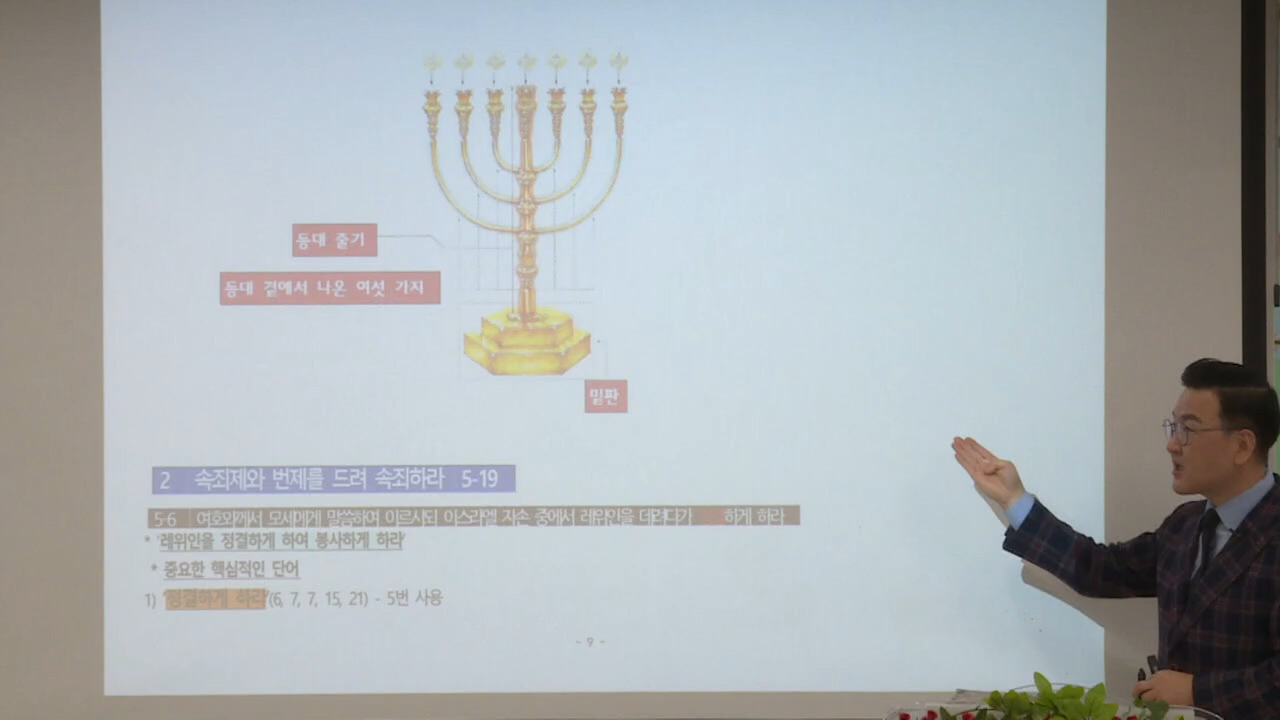 등대 줄기
등대 곁에서 나온 여섯 가지
밑판
2 속죄제와 번제를 드려 속죄하라 5-19
5-6 여호와께서 모세에게 말씀하여 이르시되 이스라엘 자손 중에서 레위인을 데려다가 하게 하라
* '레위인을 정결하게 하여 봉사하게 하라'
* 중요한 핵심적인 단어
1) '정결하게 하라'(6, 7, 7, 15, 21) - 5번 사용
- 9 -